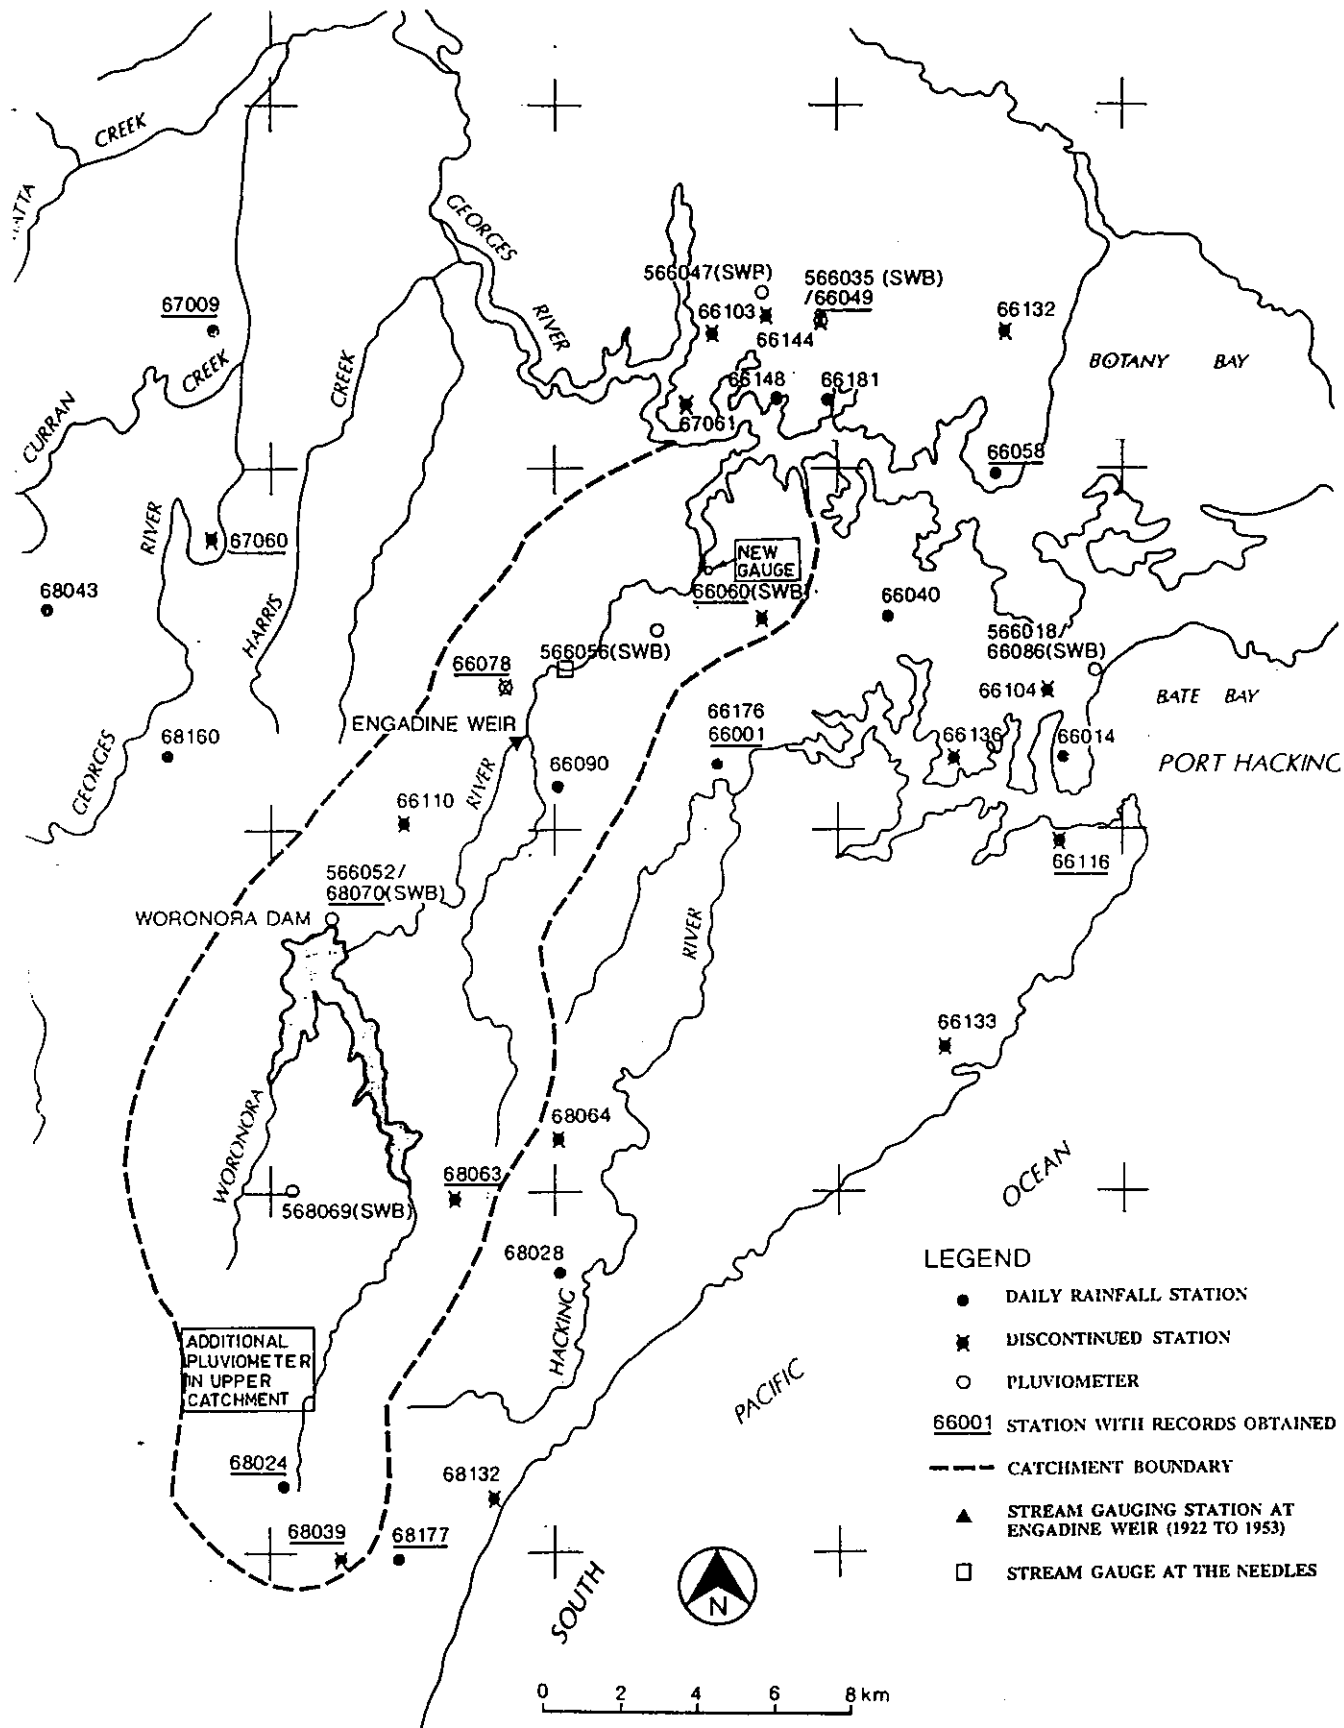 CREEK
GEORGES
RIVER
566047(SWB)
566035 (SWB)
/66049
67009
66103
66132
66144
BOTANY BAY
CREEK
CREEK
66148
66181
67061
CURRAN
66058
RIVER
67060
NEW
GAUGE
68043
66060(SWB)
66040
HARRIS
566056(SWB)
566018/
66086(SWB)
66078
66104
BATE BAY
ENGADINE WEIR
66176
66001
68160
66136
66014
PORT HACKING
GEORGES
66090
RIVER
66110
66116
566052/
68070(SWB)
WORONORA DAM
RIVER
66133
68064
WORONORA
68063
OCEAN
568069(SWB)
68028
HACKING
LEGEND
DAILY RAINFALL STATION
DISCONTINUED STATION
ADDITIONAL
PLUVIOMETER
IN UPPER
CATCHMENT
PLUVIOMETER
PACIFIC
66001 STATION WITH RECORDS OBTAINED
CATCHMENT BOUNDARY
68024
68132
STREAM GAUGING STATION AT
ENGADINE WEIR (1922 TO 1953)
68039
68177
STREAM GAUGE AT THE NEEDLES
SOUTH
N
0 2 4 6 8 km